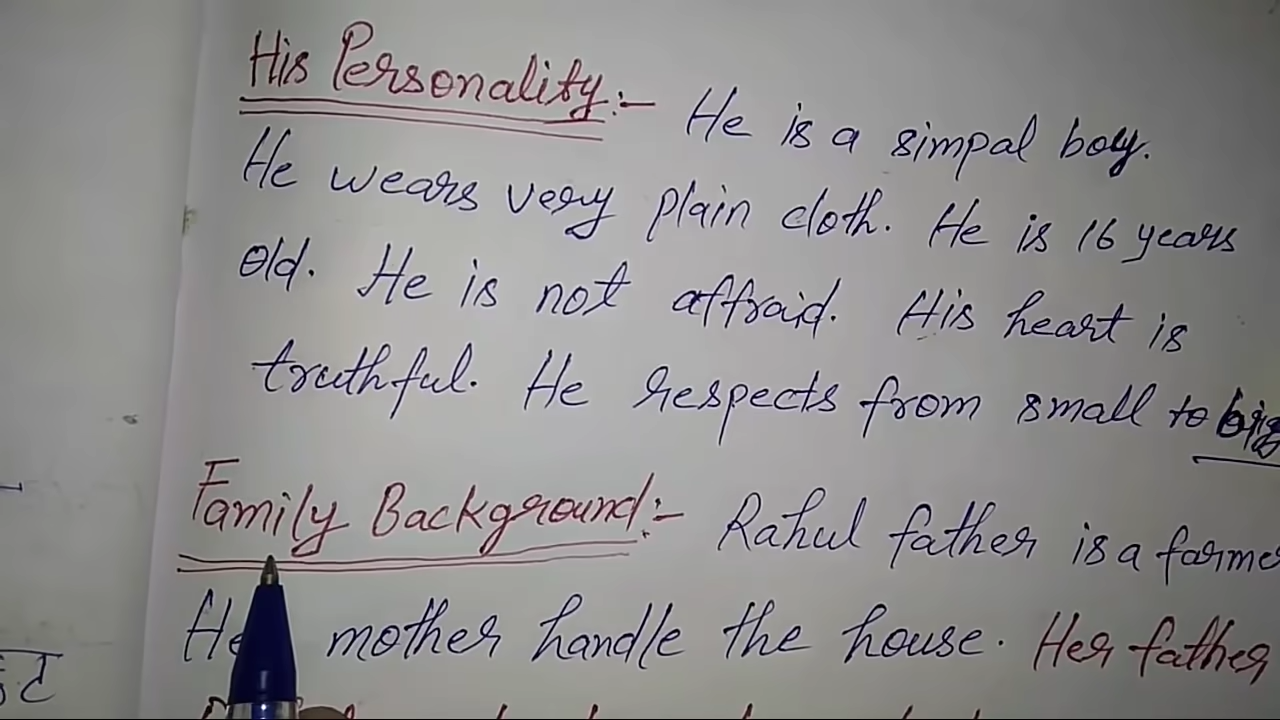 His Personality:- He is a simpal boy.
He wears very plain cloth. He is 16 years
old. He is not affraid. His heart is
truthful. He respects from small to big
Family Background:- Rahul father is a farme
He mother handle the house. Her father